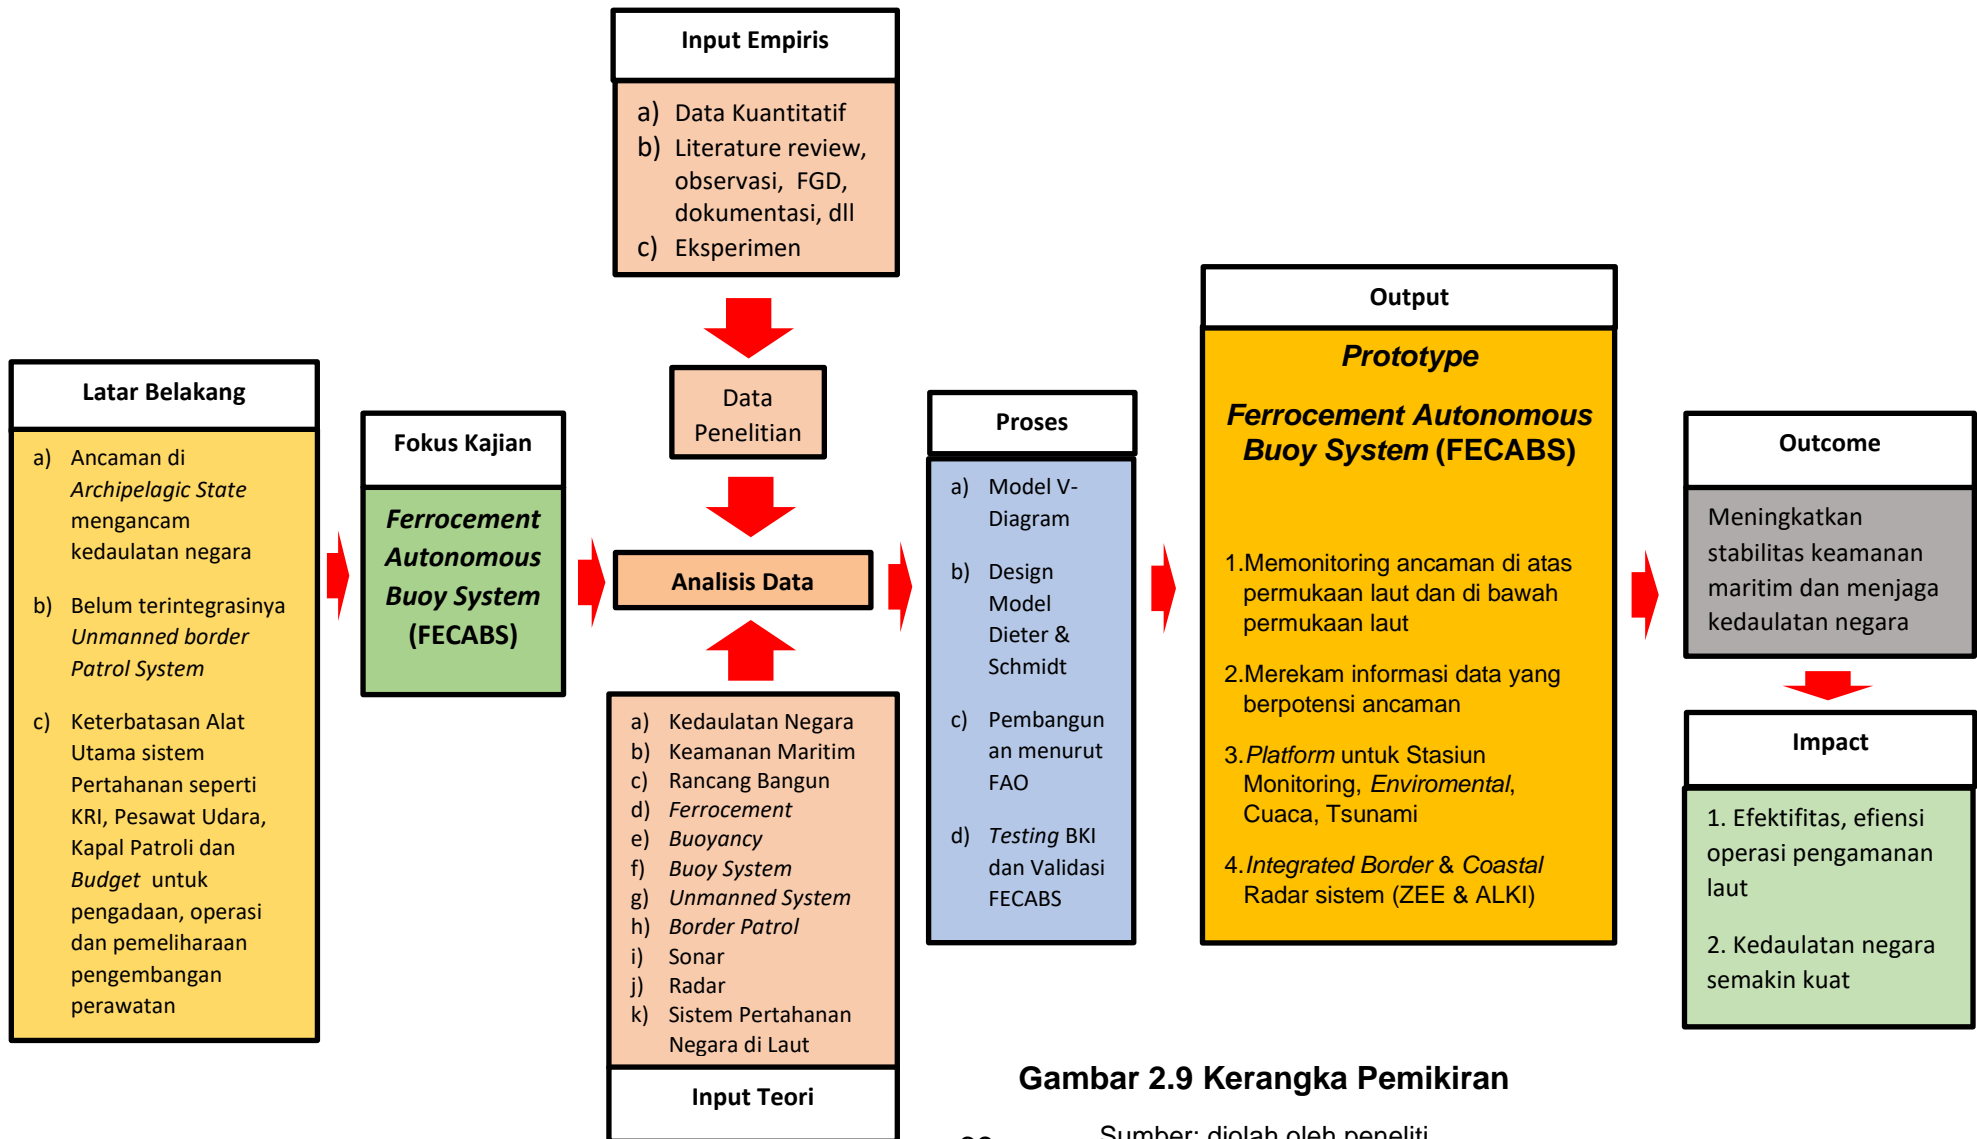 Input Empiris
a) Data Kuantitatif
b) Literature review,
observasi, FGD,
dokumentasi, dll
c) Eksperimen
Data
Penelitian
Latar Belakang
a) Ancaman di
Archipelagic State
mengancam
kedaulatan negara
b) Belum terintegrasinya
Unmanned border
Patrol System
c) Keterbatasan Alat
Utama sistem
Pertahanan seperti
KRI, Pesawat Udara,
Kapal Patroli dan
Budget untuk
pengadaan, operasi
dan pemeliharaan
pengembangan
perawatan
Fokus Kajian
Ferrocement
Autonomous
Buoy System
(FECABS)
Analisis Data
a) Kedaulatan Negara
b) Keamanan Maritim
c) Rancang Bangun
d) Ferrocement
e) Buoyancy
f) Buoy System
g) Unmanned System
h) Border Patrol
i) Sonar
j) Radar
k) Sistem Pertahanan
Negara di Laut
Input Teori
Proses
a) Model V-
Diagram
b) Design
Model
Dieter &
Schmidt
c) Pembangun
an menurut
FAO
d) Testing BKI
dan Validasi
FECABS
Output
Prototype
Ferrocement Autonomous
Buoy System (FECABS)
1.Memonitoring ancaman di atas
permukaan laut dan di bawah
permukaan laut
2.Merekam informasi data yang
berpotensi ancaman
3.Platform untuk Stasiun
Monitoring, Enviromental,
Cuaca, Tsunami
4.Integrated Border & Coastal
Radar sistem (ZEE & ALKI)
Outcome
Meningkatkan
stabilitas keamanan
maritim dan menjaga
kedaulatan negara
Impact
1. Efektifitas, efiensi
operasi pengamanan
laut
2. Kedaulatan negara
semakin kuat
Gambar 2.9 Kerangka Pemikiran
Sumber: diolah oleh peneliti